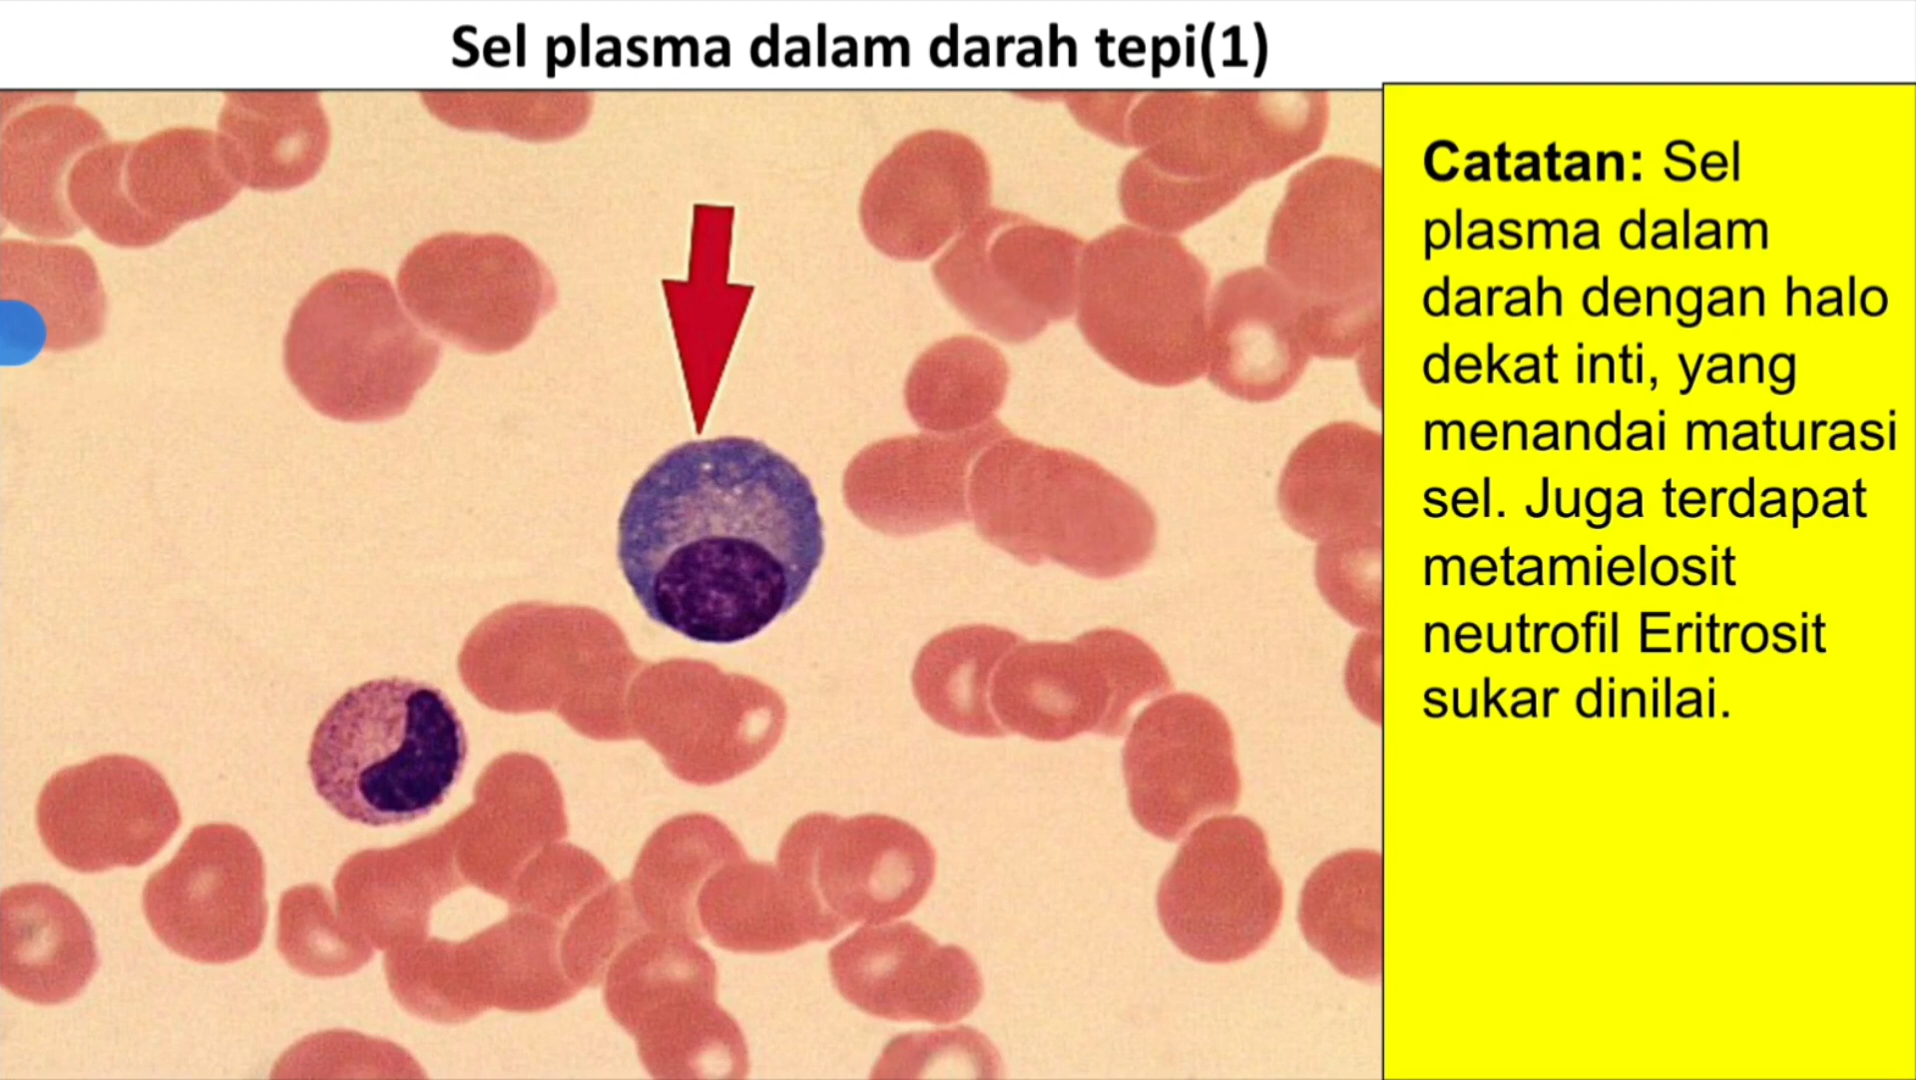 Sel plasma dalam darah tepi(1)
Catatan: Sel
plasma dalam
darah dengan halo
dekat inti, yang
menandai maturasi
sel. Juga terdapat
metamielosit
neutrofil Eritrosit
sukar dinilai.